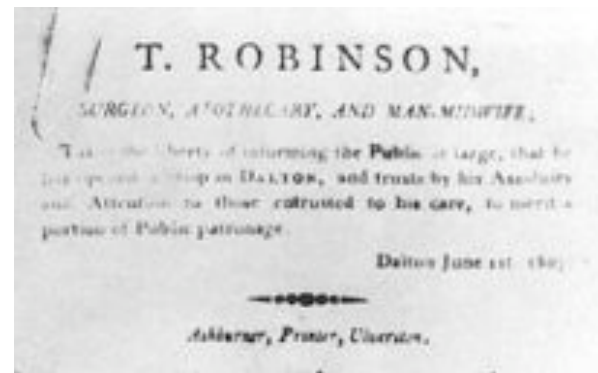 T. ROBINSON,
SURGEON, APOTHECARY, AND MAN-MIDWIFE,
Takes the liberty of informing the Public at large, that he
has opened a Shop in DALTON, and trusts by his Assiduity
and Attention to those entrusted to his care, to merit a
portion of Public patronage.
Dalton June 1st.
Ashburner, Printer, Ulverston.